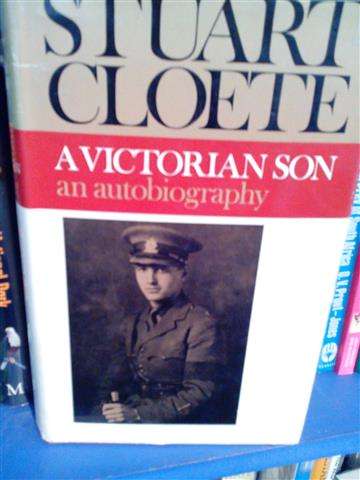 STUART
CLOETE
A VICTORIAN SON
an autobiography
M